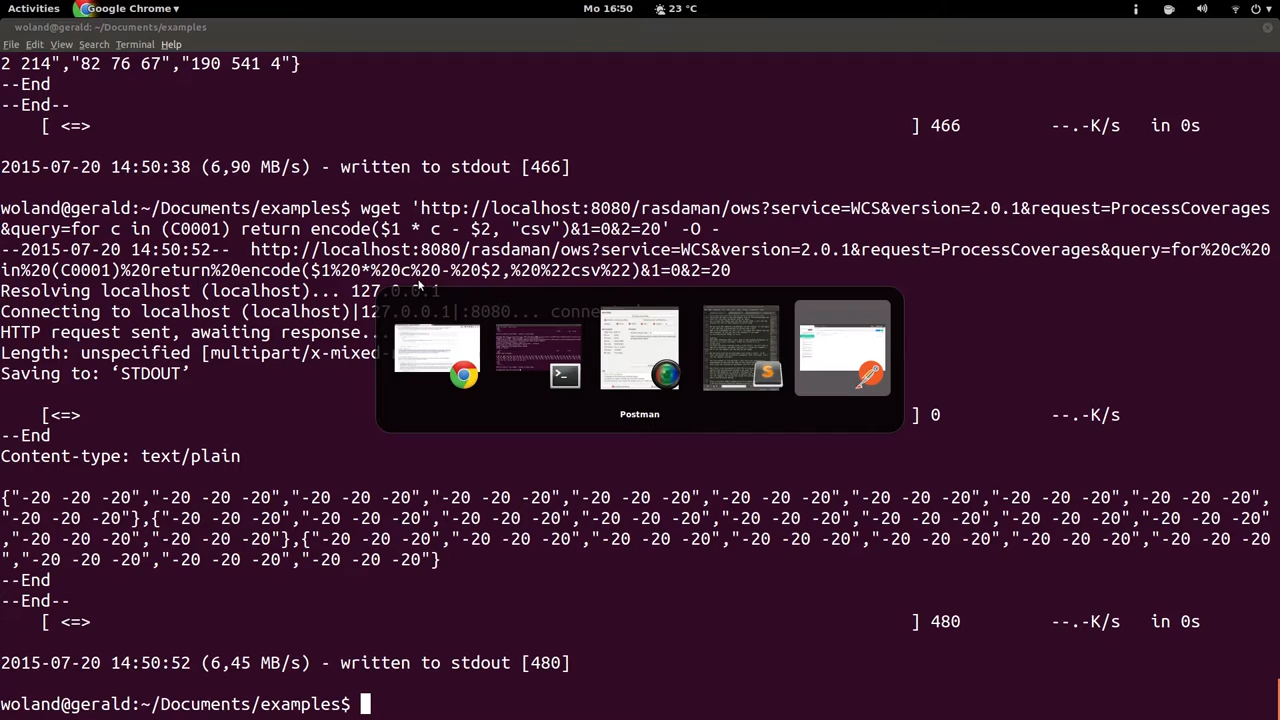 Activities Google Chrome ▾ Mo 16:50 23 °C
woland@gerald: ~/Documents/examples
File Edit View Search Terminal Help
2 214","82 76 67","190 541 4"}
--End
--End--
[ <=> ] 466 --.-K/s in 0s
2015-07-20 14:50:38 (6,90 MB/s) - written to stdout [466]
woland@gerald:~/Documents/examples$ wget 'http://localhost:8080/rasdaman/ows?service=WCS&version=2.0.1&request=ProcessCoverages
&query=for c in (C0001) return encode($1 * c - $2, "csv")&1=0&2=20' -O -
--2015-07-20 14:50:52-- http://localhost:8080/rasdaman/ows?service=WCS&version=2.0.1&request=ProcessCoverages&query=for%20c%20
in%20(C0001)%20return%20encode($1%20*%20c%20-%20$2,%20%22csv%22)&1=0&2=20
Resolving localhost (localhost)... 127.0.0.1
Connecting to localhost (localhost)|127.0.0.1|:8080... 
HTTP request sent, awaiting response...
Length: unspecified [multipart/x-mixed-
Saving to: ‘STDOUT’
Postman
[<=> ] 0 --.-K/s
--End
Content-type: text/plain
{"-20 -20 -20","-20 -20 -20","-20 -20 -20","-20 -20 -20","-20 -20 -20","-20 -20 -20","-20 -20 -20","-20 -20 -20","-20 -20 -20",
"-20 -20 -20"},{"-20 -20 -20","-20 -20 -20","-20 -20 -20","-20 -20 -20","-20 -20 -20","-20 -20 -20","-20 -20 -20","-20 -20 -20"
,"-20 -20 -20","-20 -20 -20"},{"-20 -20 -20","-20 -20 -20","-20 -20 -20","-20 -20 -20","-20 -20 -20","-20 -20 -20","-20 -20 -20
","-20 -20 -20","-20 -20 -20","-20 -20 -20"}
--End
--End--
[ <=> ] 480 --.-K/s in 0s
2015-07-20 14:50:52 (6,45 MB/s) - written to stdout [480]
woland@gerald:~/Documents/examples$